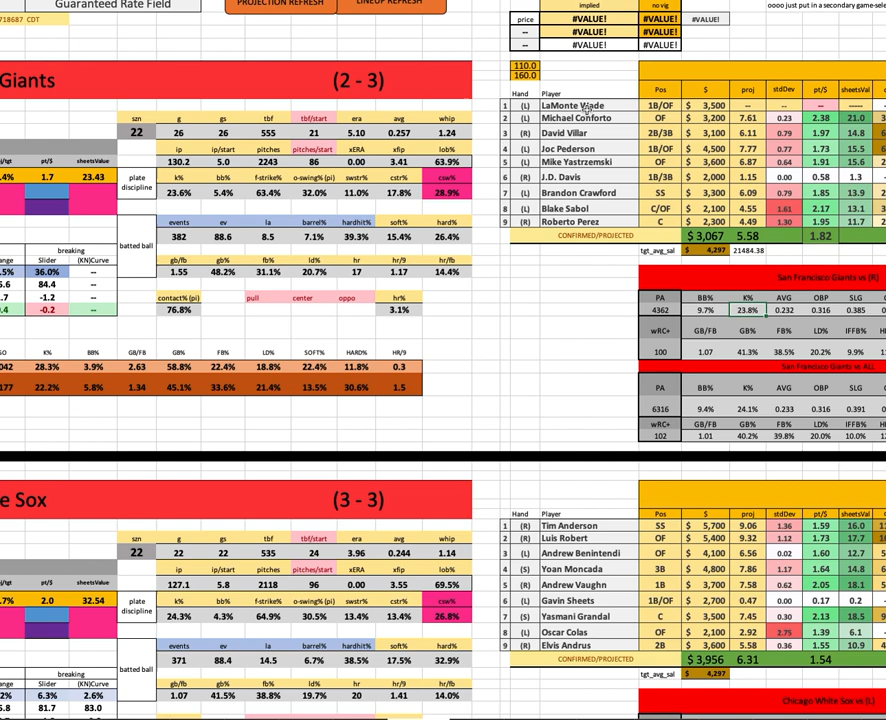 Guaranteed Rate Field PROJECTION REFRESH LINEUP REFRESH implied no vig oooo just put in a secondary game-sele
718687 CDT price #VALUE! #VALUE! #VALUE!
-- #VALUE! #VALUE!
-- #VALUE! #VALUE!
110.0
160.0
Giants (2 - 3)
Hand Player Pos $ proj stdDev pt/$ sheetsVal
1 (L) LaMonte Wade 1B/OF $ 3,500 -- -- -- -----
2 (L) Michael Conforto OF $ 3,200 7.61 0.23 2.38 21.0
3 (R) David Villar 2B/3B $ 3,100 6.11 0.79 1.97 14.8
4 (L) Joc Pederson 1B/OF $ 4,500 7.77 0.77 1.73 15.5
5 (L) Mike Yastrzemski OF $ 3,600 6.87 0.64 1.91 15.6
6 (R) J.D. Davis 1B/3B $ 2,000 1.15 0.00 0.58 1.3
7 (L) Brandon Crawford SS $ 3,300 6.09 0.79 1.85 13.9
8 (L) Blake Sabol C/OF $ 2,100 4.55 1.61 2.17 13.1
9 (R) Roberto Perez C $ 2,300 4.49 1.30 1.95 11.7
CONFIRMED/PROJECTED $ 3,067 5.58 1.82
tgt_avg_sal $ 4,297 21484.38
szn g gs tbf tbf/start era avg whip
22 26 26 555 21 5.10 0.257 1.24
ip ip/start pitches pitches/start xERA xfip lob%
j/tgt pt/$ sheetsValue 130.2 5.0 2243 86 0.00 3.41 63.9%
.4% 1.7 23.43 plate discipline k% bb% f-strike% o-swing% (pi) swstr% cstr% csw%
23.6% 5.4% 63.4% 32.0% 11.0% 17.8% 28.9%
batted ball events ev la barrel% hardhit% soft% hard%
382 88.6 8.5 7.1% 39.3% 15.4% 26.4%
breaking gb/fb gb% fb% ld% hr hr/9 hr/fb
nge Slider (KN)Curve 1.55 48.2% 31.1% 20.7% 17 1.17 14.4%
.5% 36.0% --
5.6 84.4 --
.7 -1.2 -- contact% (pi) pull center oppo hr%
.4 -0.2 -- 76.8% 3.1%
SO K% BB% GB/FB GB% FB% LD% SOFT% HARD% HR/9
042 28.3% 3.9% 2.63 58.8% 22.4% 18.8% 22.4% 11.8% 0.3
177 22.2% 5.8% 1.34 45.1% 33.6% 21.4% 13.5% 30.6% 1.5
San Francisco Giants vs (R)
PA BB% K% AVG OBP SLG
4362 9.7% 23.8% 0.232 0.316 0.385
wRC+ GB/FB GB% FB% LD% IFFB%
100 1.07 41.3% 38.5% 20.2% 9.9%
San Francisco Giants vs ALL
PA BB% K% AVG OBP SLG
6316 9.4% 24.1% 0.233 0.316 0.391
wRC+ GB/FB GB% FB% LD% IFFB%
102 1.01 40.2% 39.8% 20.0% 10.0%
e Sox (3 - 3)
Hand Player Pos $ proj stdDev pt/$ sheetsVal
1 (R) Tim Anderson SS $ 5,700 9.06 1.36 1.59 16.0
2 (R) Luis Robert OF $ 5,400 9.32 1.12 1.73 17.7
3 (L) Andrew Benintendi OF $ 4,100 6.56 0.02 1.60 12.7
4 (S) Yoan Moncada 3B $ 4,800 7.86 1.16 1.64 14.8
5 (R) Andrew Vaughn 1B $ 3,700 7.58 0.62 2.05 18.1
6 (L) Gavin Sheets 1B/OF $ 2,700 0.47 0.00 0.17 0.2
7 (S) Yasmani Grandal C $ 3,500 7.45 0.30 2.13 18.5
8 (L) Oscar Colas OF $ 2,100 2.92 2.75 1.39 6.1
9 (R) Elvis Andrus 2B $ 3,600 5.58 0.36 1.55 10.9
CONFIRMED/PROJECTED $ 3,956 6.31 1.54
tgt_avg_sal $ 4,297
szn g gs tbf tbf/start era avg whip
22 22 22 535 24 3.96 0.244 1.14
ip ip/start pitches pitches/start xERA xfip lob%
j/tgt pt/$ sheetsValue 127.1 5.8 2118 96 0.00 3.55 69.5%
.7% 2.0 32.54 plate discipline k% bb% f-strike% o-swing% (pi) swstr% cstr% csw%
24.3% 4.3% 64.9% 30.5% 13.4% 13.4% 26.8%
batted ball events ev la barrel% hardhit% soft% hard%
371 88.4 14.5 6.7% 38.5% 17.5% 32.9%
breaking gb/fb gb% fb% ld% hr hr/9 hr/fb
nge Slider (KN)Curve 1.07 41.5% 38.8% 19.7% 20 1.41 14.0%
2% 6.3% 2.6%
5.8 81.7 83.0
Chicago White Sox vs (L)